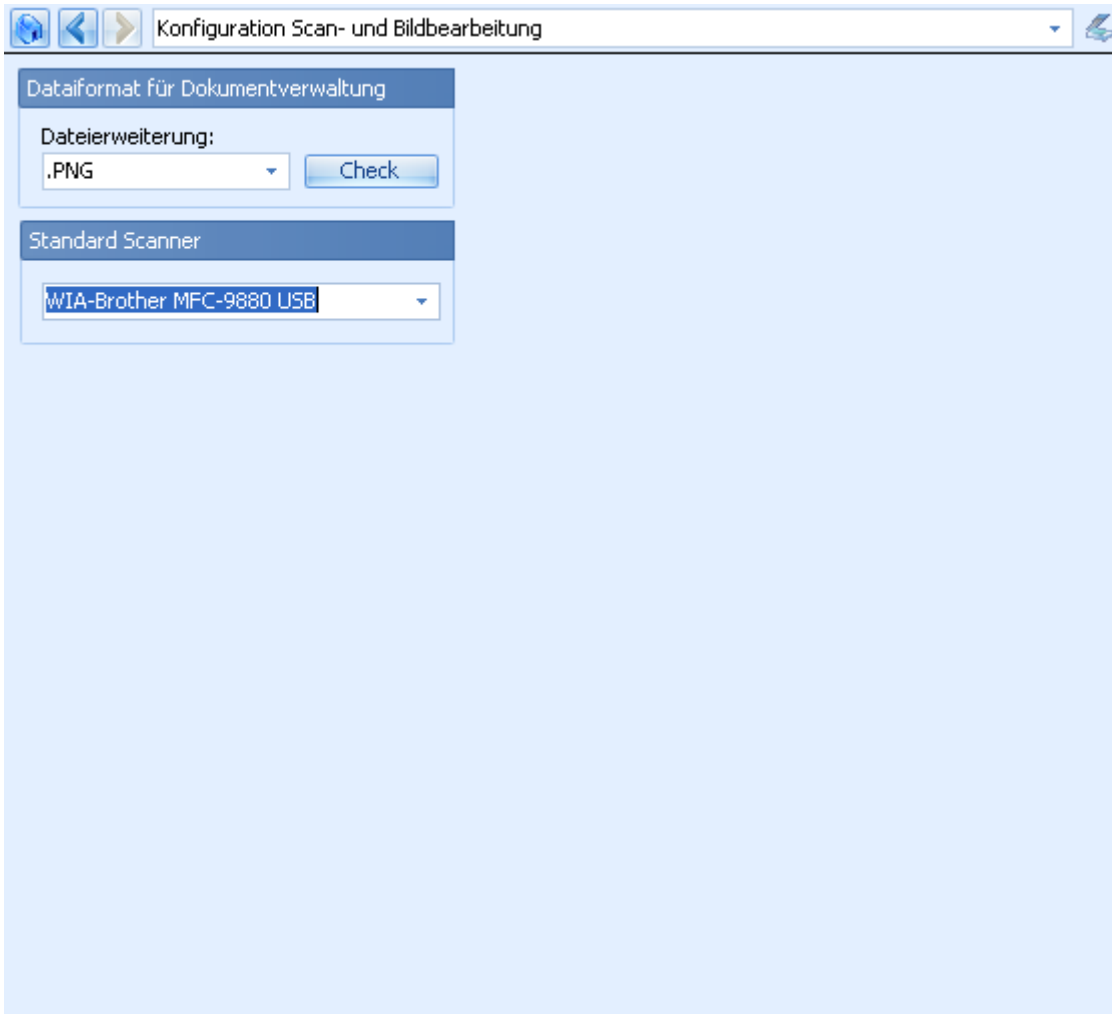 Konfiguration Scan- und Bildbearbeitung
Dataiformat für Dokumentverwaltung
Dateierweiterung:
.PNG Check
Standard Scanner
WIA-Brother MFC-9880 USB